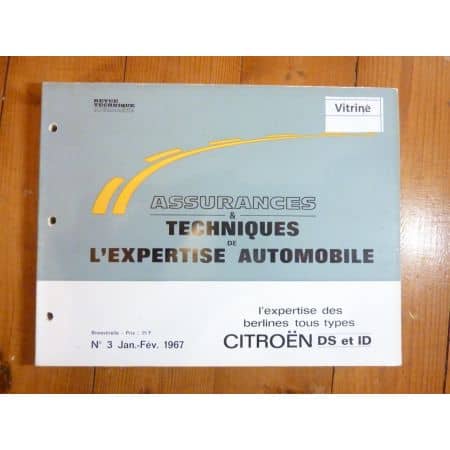 REVUE
TECHNIQUE
Vitrine
ASSURANCES
&
TECHNIQUES
DE
L'EXPERTISE AUTOMOBILE
Bimestrielle - Prix :
N° 3 Jan.-Fév. 1967
l'expertise des
berlines tous types
CITROËN DS et ID